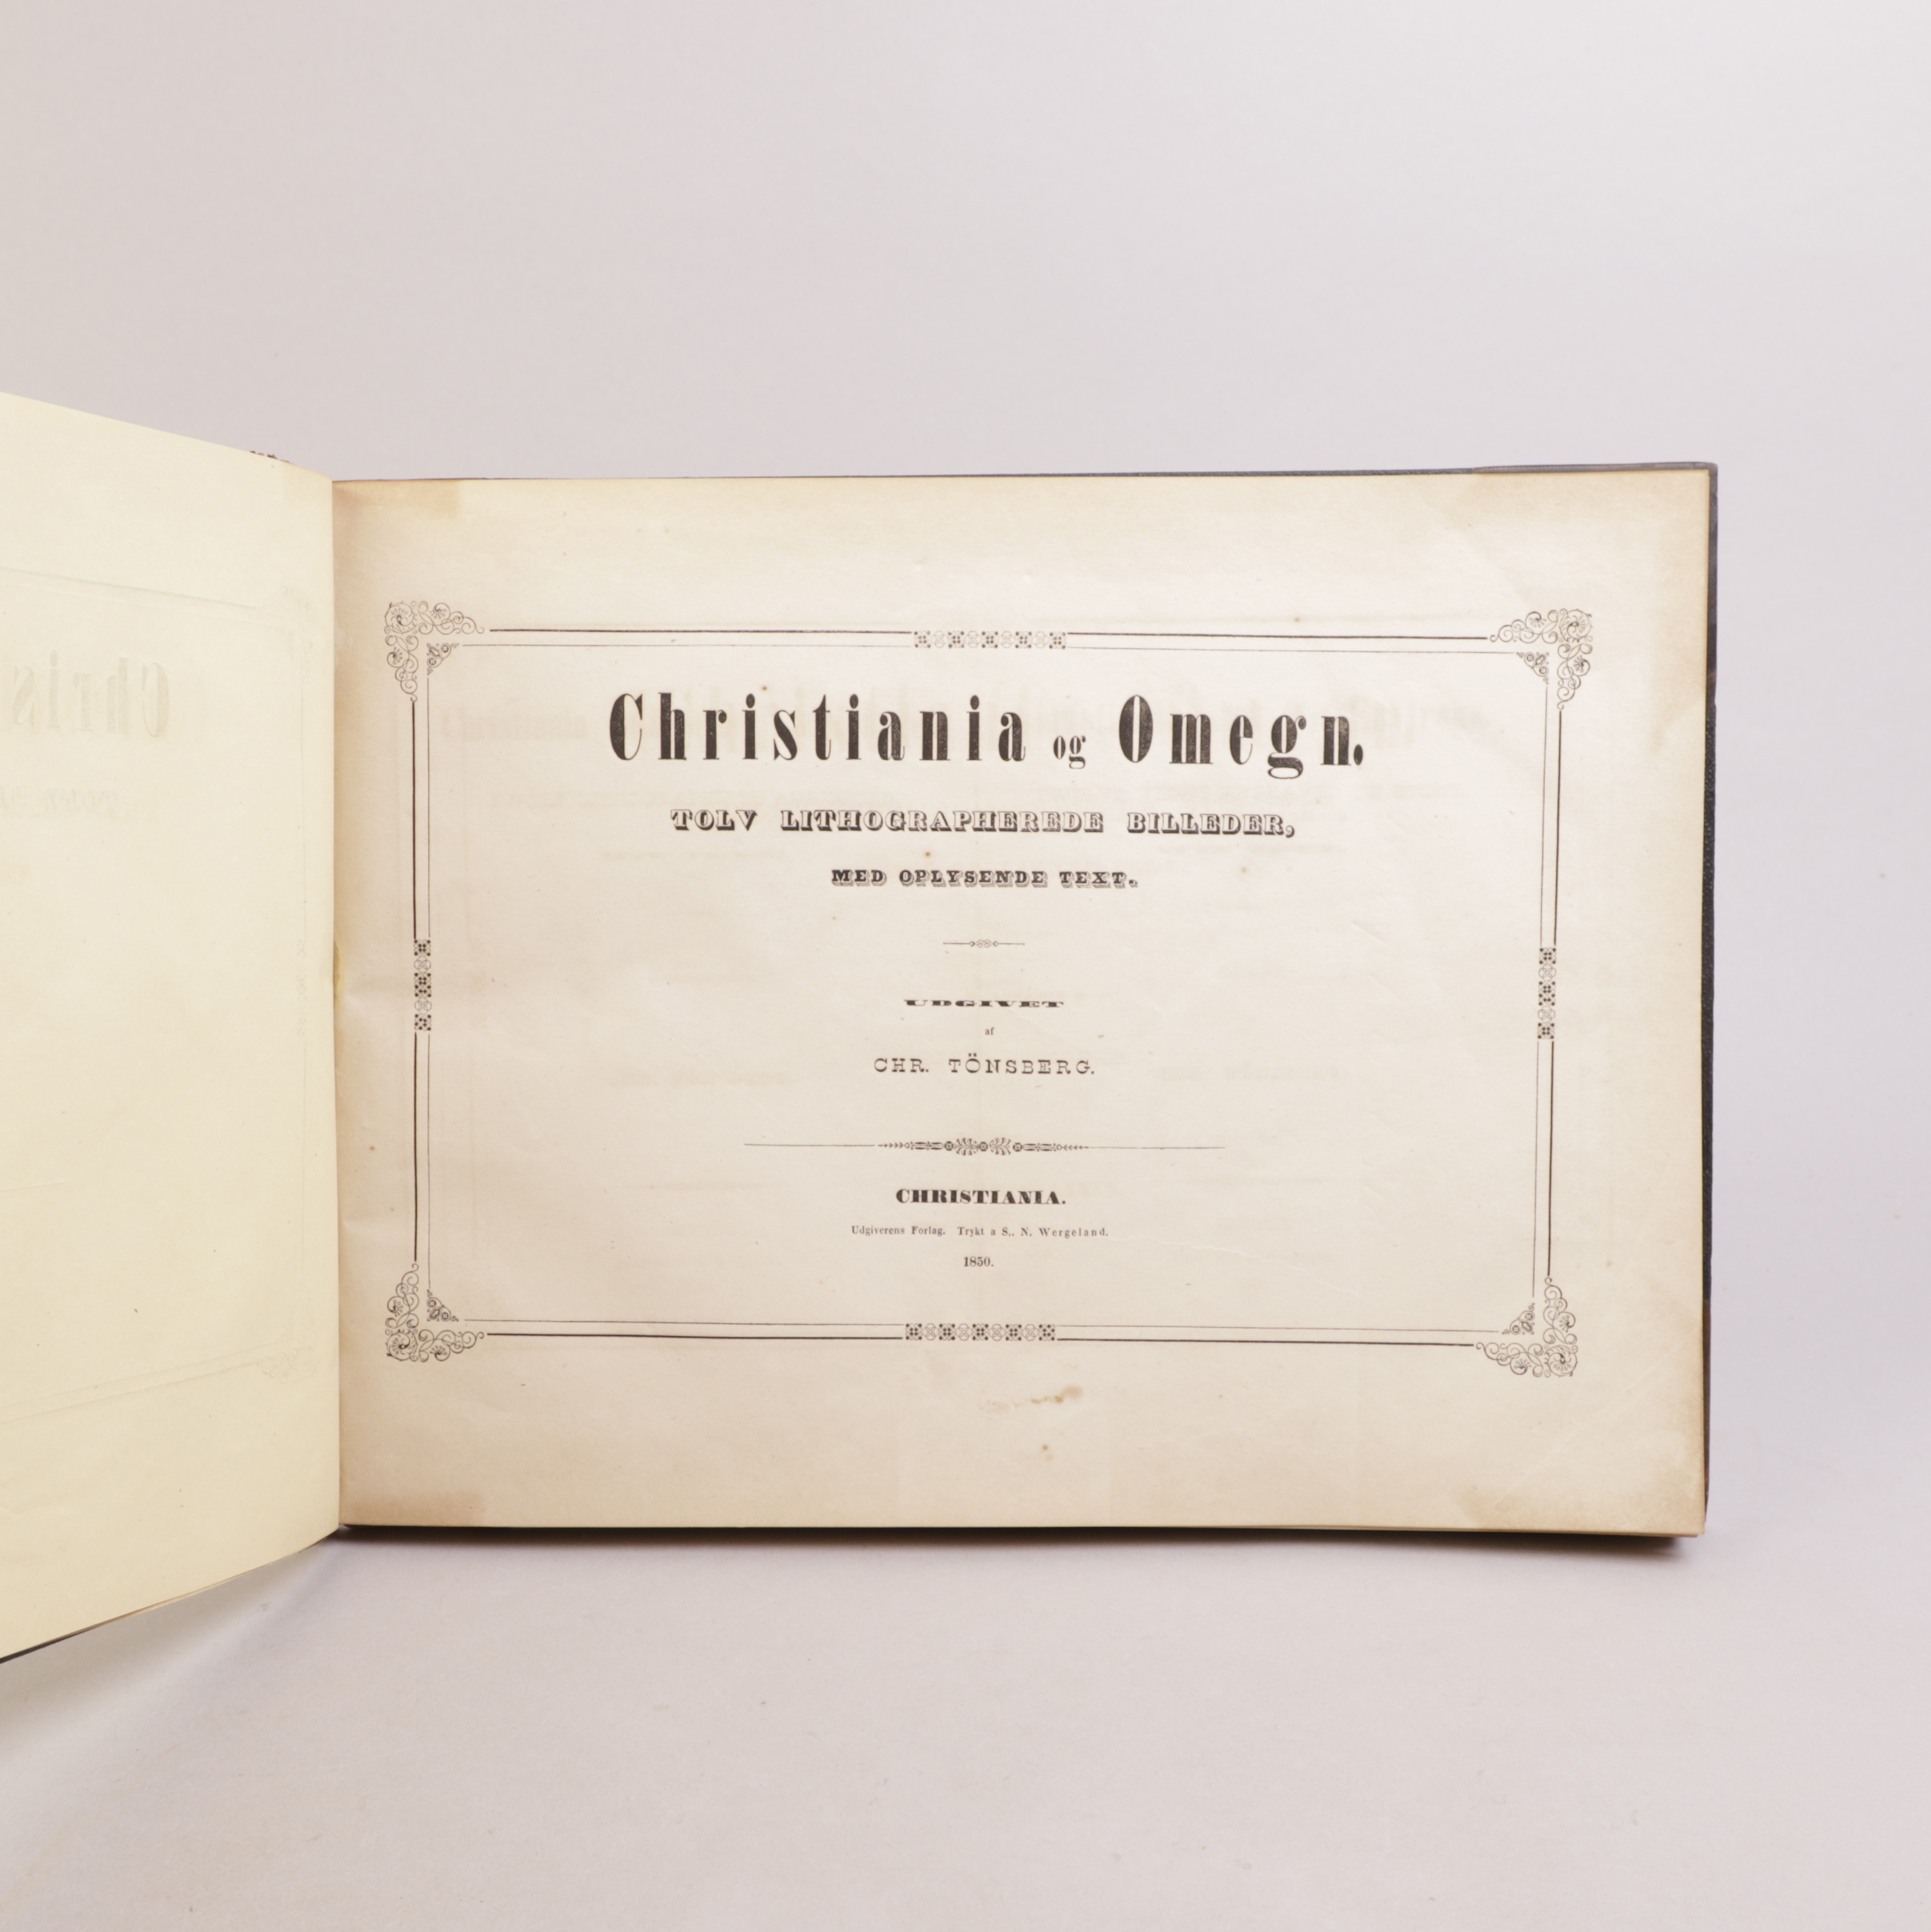 Christiania og Omegn.
TOLV LITHOGRAPHEREDE BILLEDER,
MED OPLYSENDE TEXT.
UDGIVET
af
CHR. TÖNSBERG.
CHRISTIANIA.
Udgiverens Forlag. Trykt a S.. N. Wergeland.
1850.